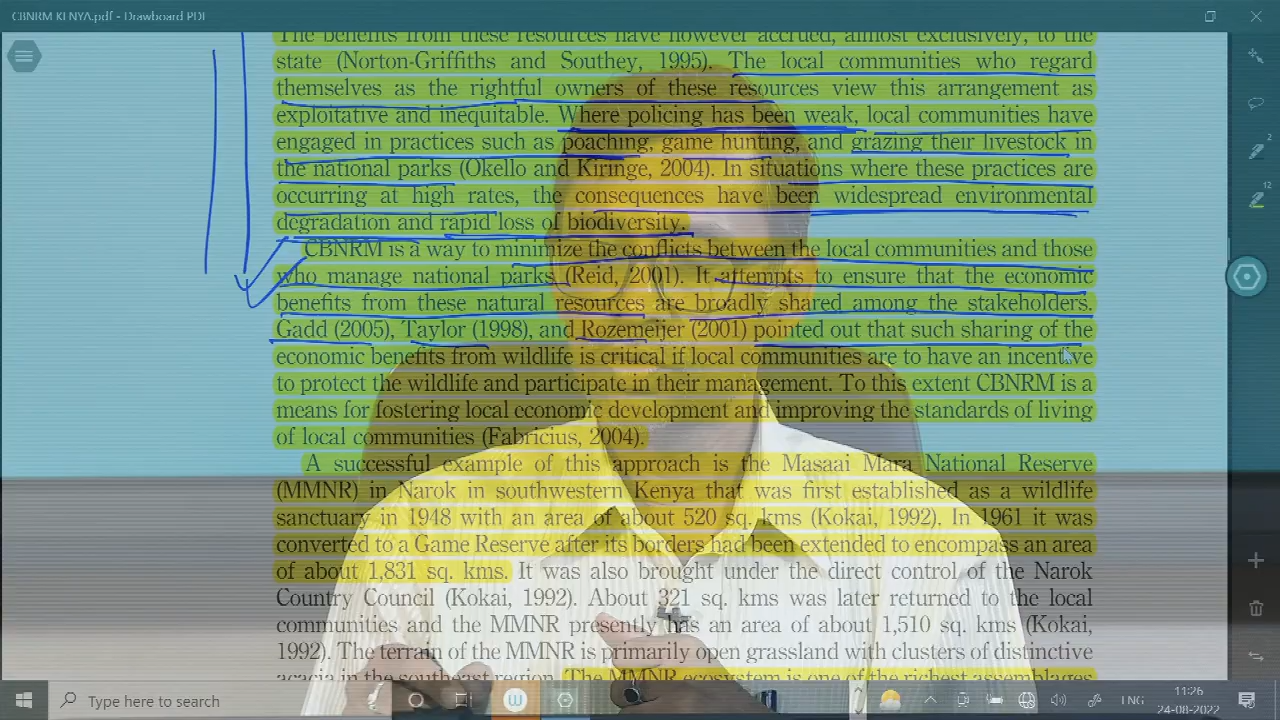 CBNRM KENYA.pdf - Drawboard PDF
The benefits from these resources have however accrued, almost exclusively, to the
state (Norton-Griffiths and Southey, 1995). The local communities who regard
themselves as the rightful owners of these resources view this arrangement as
exploitative and inequitable. Where policing has been weak, local communities have
engaged in practices such as poaching, game hunting, and grazing their livestock in
the national parks (Okello and Kiringe, 2004). In situations where these practices are
occurring at high rates, the consequences have been widespread environmental
degradation and rapid loss of biodiversity.
CBNRM is a way to minimize the conflicts between the local communities and those
who manage national parks (Reid, 2001). It attempts to ensure that the economic
benefits from these natural resources are broadly shared among the stakeholders.
Gadd (2005), Taylor (1998), and Rozemeijer (2001) pointed out that such sharing of the
economic benefits from wildlife is critical if local communities are to have an incentive
to protect the wildlife and participate in their management. To this extent CBNRM is a
means for fostering local economic development and improving the standards of living
of local communities (Fabricius, 2004).
A successful example of this approach is the Masaai Mara National Reserve
(MMNR) in Narok in southwestern Kenya that was first established as a wildlife
sanctuary in 1948 with an area of about 520 sq. kms (Kokai, 1992). In 1961 it was
converted to a Game Reserve after its borders had been extended to encompass an area
of about 1,831 sq. kms. It was also brought under the direct control of the Narok
Country Council (Kokai, 1992). About 321 sq. kms was later returned to the local
communities and the MMNR presently has an area of about 1,510 sq. kms (Kokai,
1992). The terrain of the MMNR is primarily open grassland with clusters of distinctive
acacia in the southeast region. The MMNR ecosystem is one of the richest assemblages
2
12
Type here to search
ENG
11:26
24-08-2022